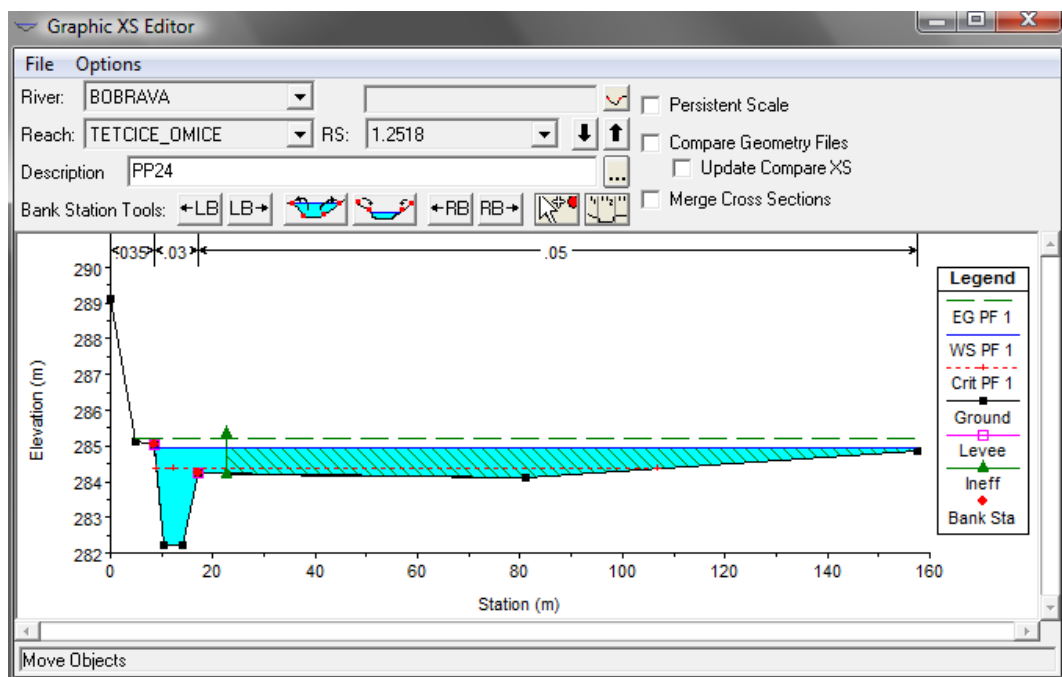 Graphic XS Editor
X
File Options
River: BOBRAVA
Persistent Scale
Reach: TETCICE_OMICE RS: 1.2518
Compare Geometry Files
Update Compare XS
Description PP24 ...
Merge Cross Sections
Bank Station Tools: ←LB LB→ ←RB RB→
.035 .03 .05
290
289
288
287
286
285
284
283
282
Elevation (m)
0 20 40 60 80 100 120 140 160
Station (m)
Legend
EG PF 1
WS PF 1
Crit PF 1
Ground
Levee
Ineff
Bank Sta
Move Objects